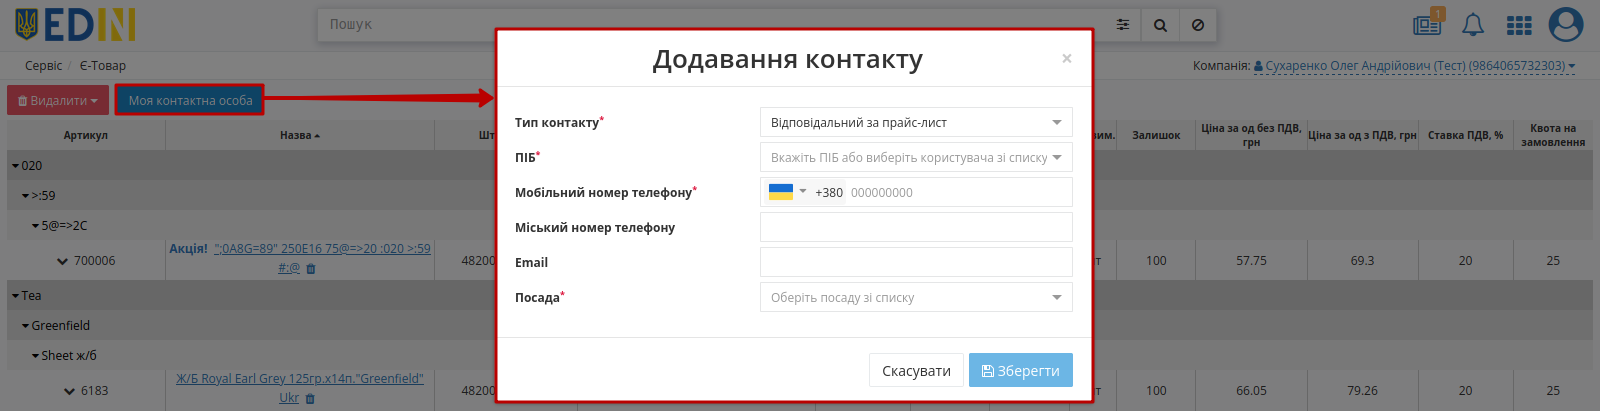 EDIN
Пошук
1
Сервіс / Є-Товар
Компанія: Сухаренко Олег Андрійович (Тест) (9864065732303)
Видалити
Моя контактна особа
Артикул
Назва
Шт
вим.
Залишок
Ціна за од без ПДВ, грн
Ціна за од з ПДВ, грн
Ставка ПДВ, %
Квота на замовлення
020
>:59
5@=>2C
700006
Акція! ";0A8G=89" 250E16 75@=>20 :020 >:59
#:@
48200
т
100
57.75
69.3
20
25
Tea
Greenfield
Sheet ж/б
6183
Ж/Б Royal Earl Grey 125гр.х14п."Greenfield"
Ukr
48200
т
100
66.05
79.26
20
25
Додавання контакту
×
Тип контакту*
Відповідальний за прайс-лист
ПІБ*
Вкажіть ПІБ або виберіть користувача зі списку
Мобільний номер телефону*
+380 000000000
Міський номер телефону
Email
Посада*
Оберіть посаду зі списку
Скасувати
Зберегти